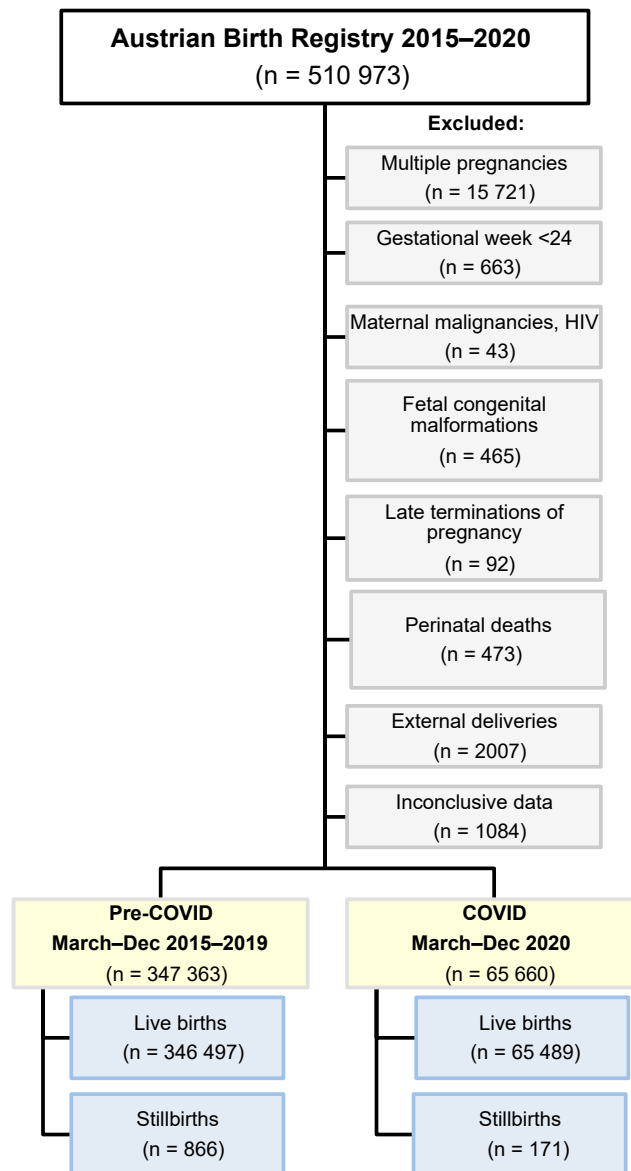 Austrian Birth Registry 2015–2020
(n = 510 973)
Excluded:
Multiple pregnancies
(n = 15 721)
Gestational week <24
(n = 663)
Maternal malignancies, HIV
(n = 43)
Fetal congenital
malformations
(n = 465)
Late terminations of
pregnancy
(n = 92)
Perinatal deaths
(n = 473)
External deliveries
(n = 2007)
Inconclusive data
(n = 1084)
Pre-COVID
March–Dec 2015–2019
(n = 347 363)
COVID
March–Dec 2020
(n = 65 660)
Live births
(n = 346 497)
Live births
(n = 65 489)
Stillbirths
(n = 866)
Stillbirths
(n = 171)